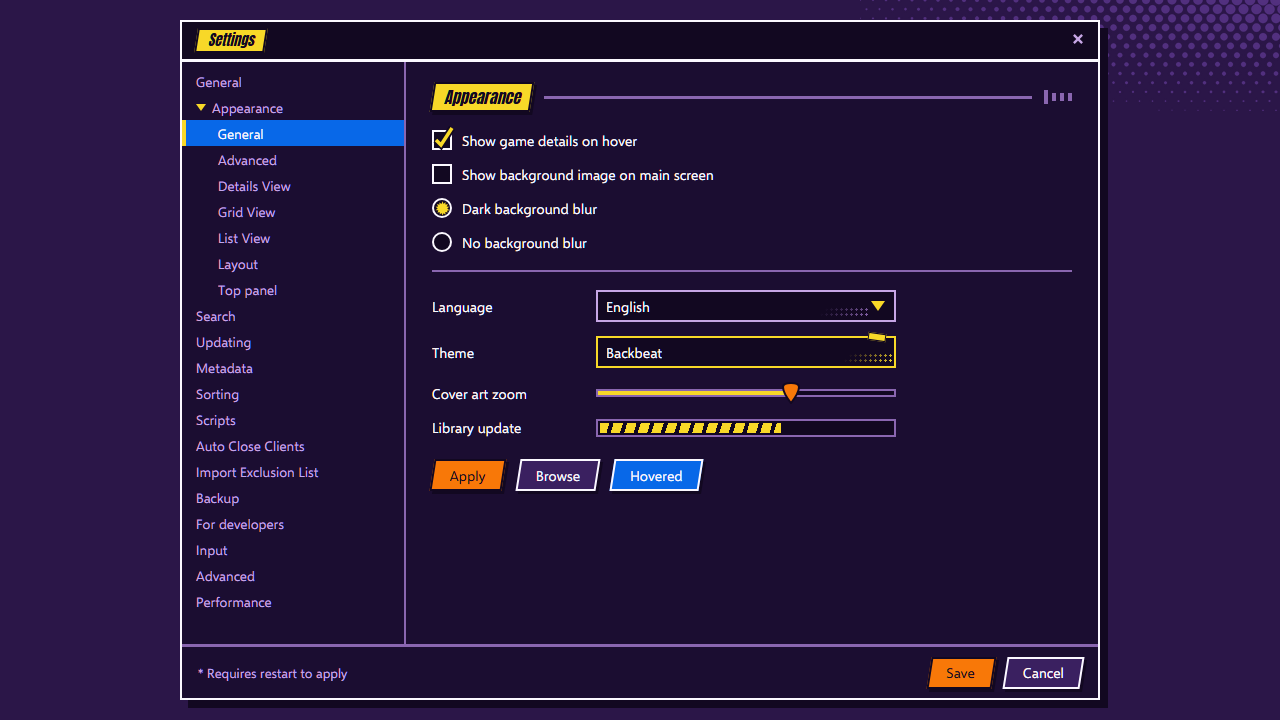 Settings
×
General
Appearance
General
Advanced
Details View
Grid View
List View
Layout
Top panel
Search
Updating
Metadata
Sorting
Scripts
Auto Close Clients
Import Exclusion List
Backup
For developers
Input
Advanced
Performance
Appearance
Show game details on hover
Show background image on main screen
Dark background blur
No background blur
Language English
Theme Backbeat
Cover art zoom
Library update
Apply Browse Hovered
* Requires restart to apply
Save Cancel